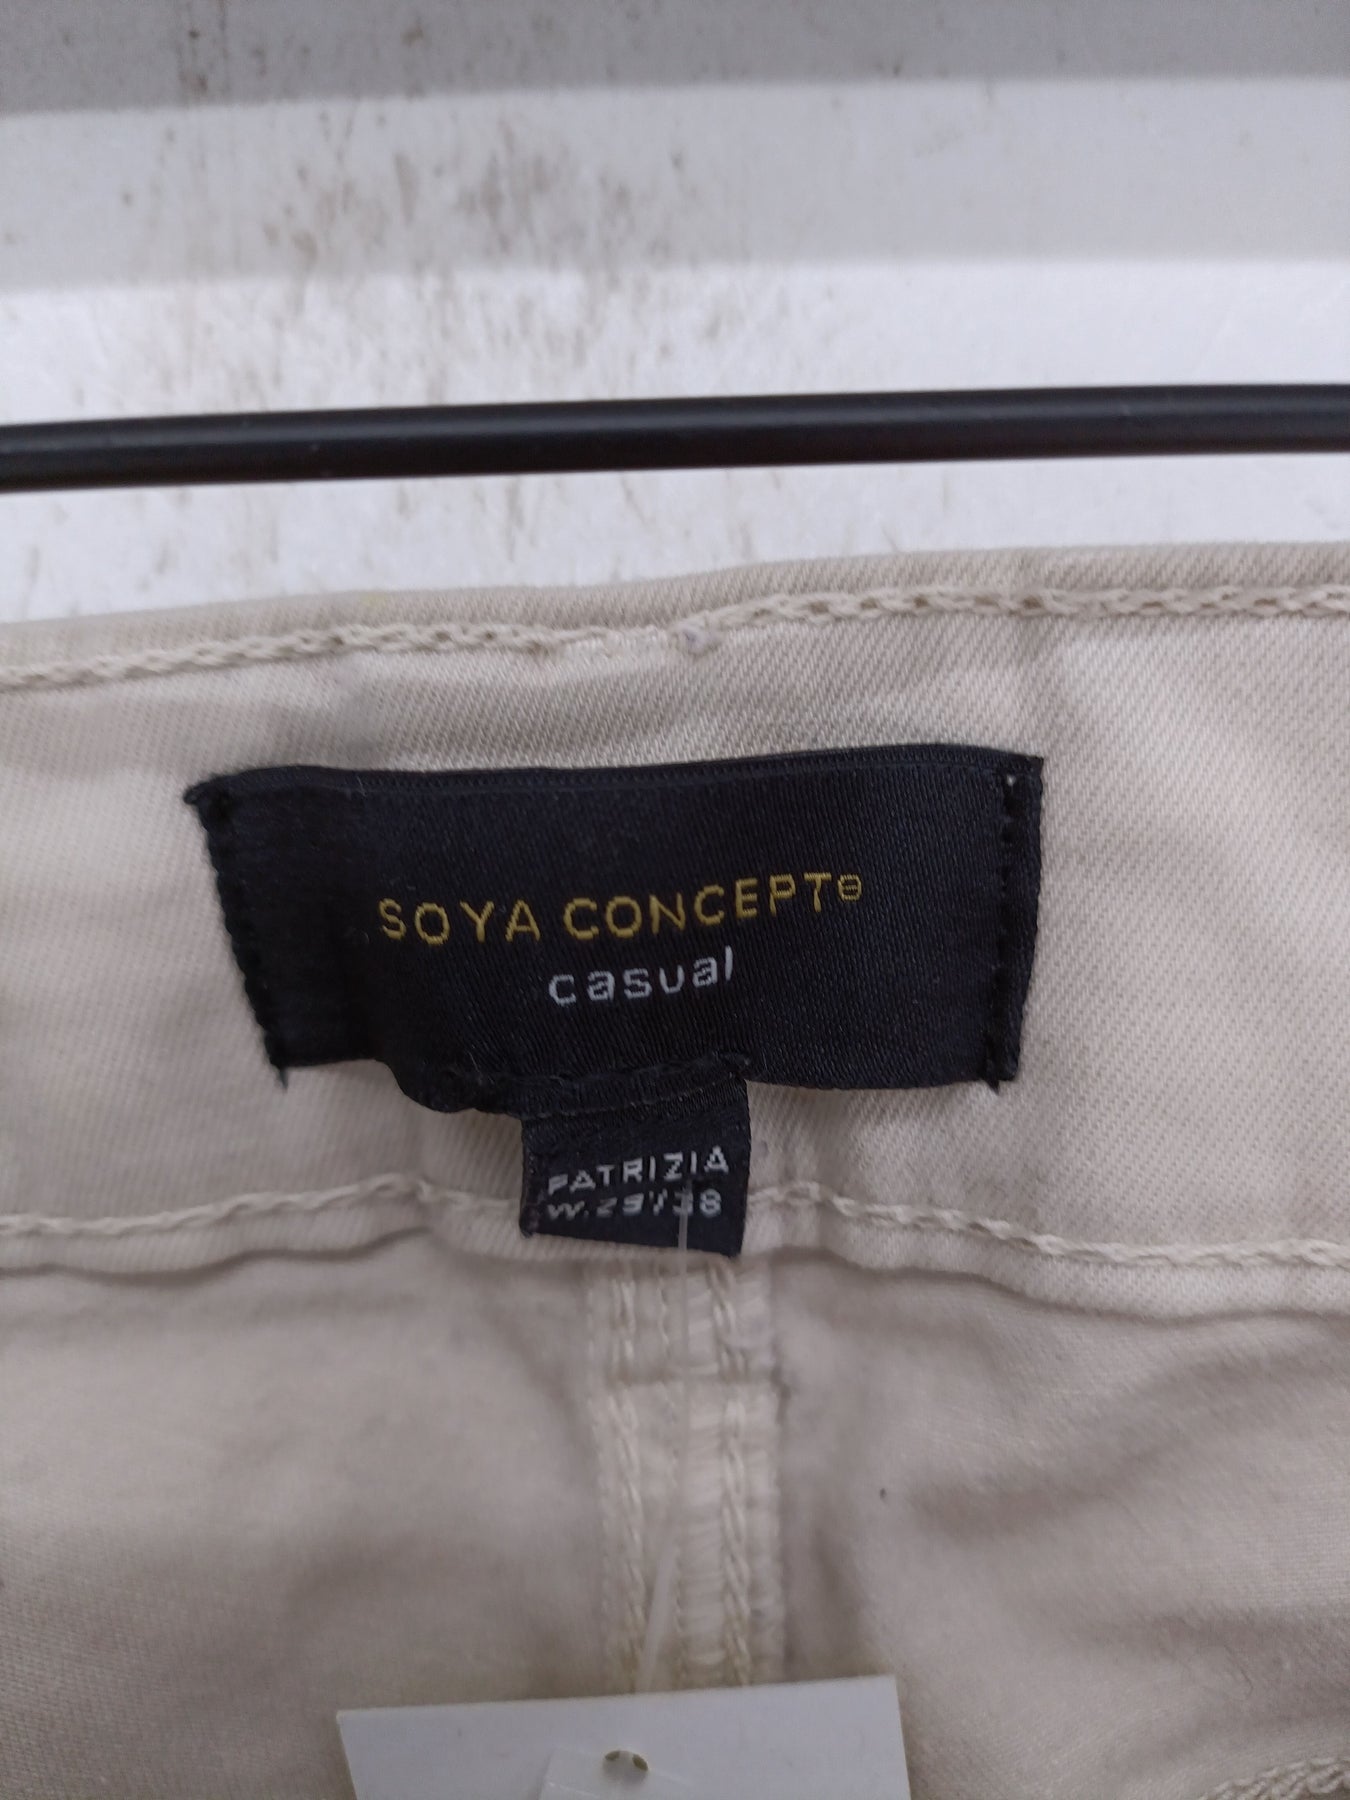 SOYA CONCEPT®
casual
PATRIZIA
W.29/38